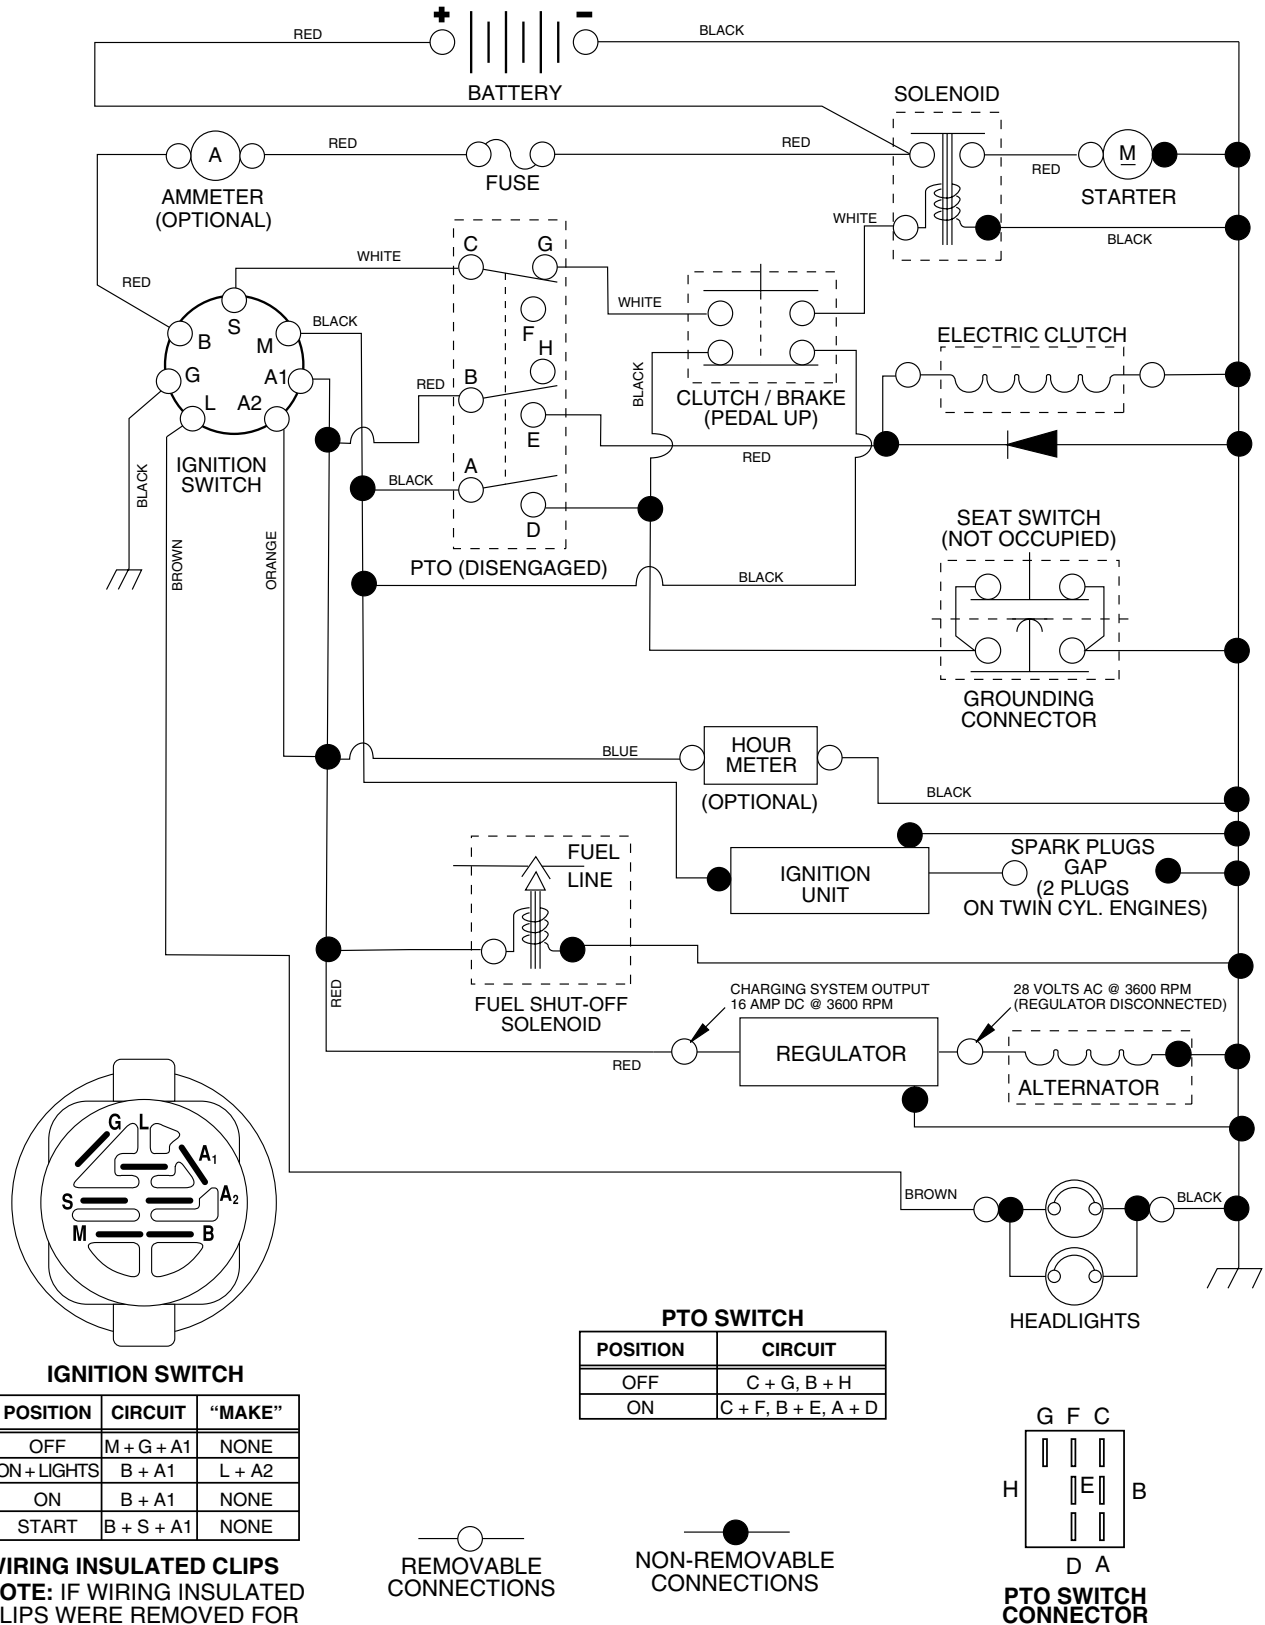 +
-
RED
BLACK
BATTERY
SOLENOID
A
RED
RED
M
RED
FUSE
AMMETER
(OPTIONAL)
STARTER
WHITE
BLACK
C
G
WHITE
RED
WHITE
F
S
B
M
BLACK
ELECTRIC CLUTCH
H
G
A1
B
RED
BLACK
CLUTCH / BRAKE
(PEDAL UP)
L
A2
E
RED
IGNITION
SWITCH
BLACK
A
BLACK
SEAT SWITCH
(NOT OCCUPIED)
D
BROWN
ORANGE
PTO (DISENGAGED)
BLACK
GROUNDING
CONNECTOR
BLUE
HOUR
METER
(OPTIONAL)
BLACK
FUEL
LINE
IGNITION
UNIT
SPARK PLUGS
GAP
(2 PLUGS
ON TWIN CYL. ENGINES)
RED
FUEL SHUT-OFF
SOLENOID
CHARGING SYSTEM OUTPUT
16 AMP DC @ 3600 RPM
28 VOLTS AC @ 3600 RPM
(REGULATOR DISCONNECTED)
RED
REGULATOR
ALTERNATOR
G L
A1
A2
S
M
B
BROWN
BLACK
HEADLIGHTS
IGNITION SWITCH
POSITION CIRCUIT "MAKE"
OFF M + G + A1 NONE
ON + LIGHTS B + A1 L + A2
ON B + A1 NONE
START B + S + A1 NONE
PTO SWITCH
POSITION CIRCUIT
OFF C + G, B + H
ON C + F, B + E, A + D
G F C
H
E
B
D A
PTO SWITCH
CONNECTOR
REMOVABLE
CONNECTIONS
NON-REMOVABLE
CONNECTIONS
WIRING INSULATED CLIPS
NOTE: IF WIRING INSULATED
CLIPS WERE REMOVED FOR